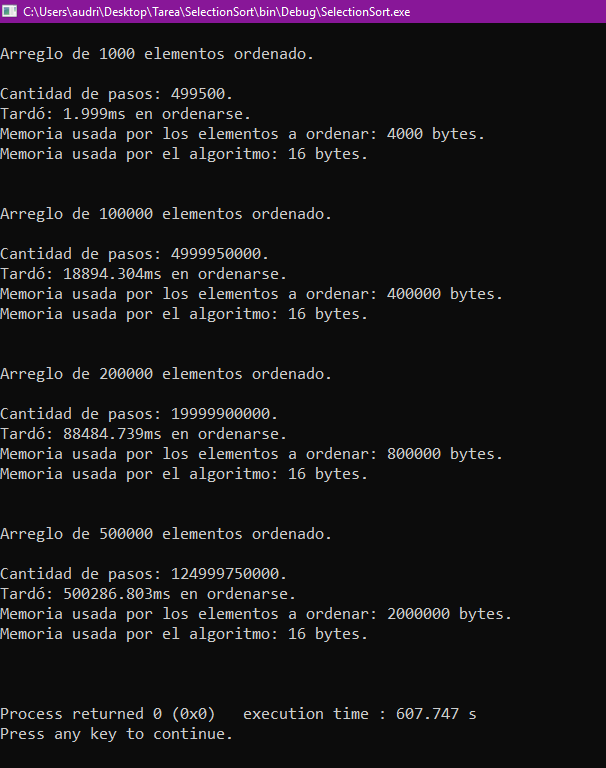 C:\Users\audri\Desktop\Tarea\SelectionSort\bin\Debug\SelectionSort.exe
Arreglo de 1000 elementos ordenado.
Cantidad de pasos: 499500.
Tardó: 1.999ms en ordenarse.
Memoria usada por los elementos a ordenar: 4000 bytes.
Memoria usada por el algoritmo: 16 bytes.
Arreglo de 100000 elementos ordenado.
Cantidad de pasos: 4999950000.
Tardó: 18894.304ms en ordenarse.
Memoria usada por los elementos a ordenar: 400000 bytes.
Memoria usada por el algoritmo: 16 bytes.
Arreglo de 200000 elementos ordenado.
Cantidad de pasos: 19999900000.
Tardó: 88484.739ms en ordenarse.
Memoria usada por los elementos a ordenar: 800000 bytes.
Memoria usada por el algoritmo: 16 bytes.
Arreglo de 500000 elementos ordenado.
Cantidad de pasos: 124999750000.
Tardó: 500286.803ms en ordenarse.
Memoria usada por los elementos a ordenar: 2000000 bytes.
Memoria usada por el algoritmo: 16 bytes.
Process returned 0 (0x0)   execution time : 607.747 s
Press any key to continue.